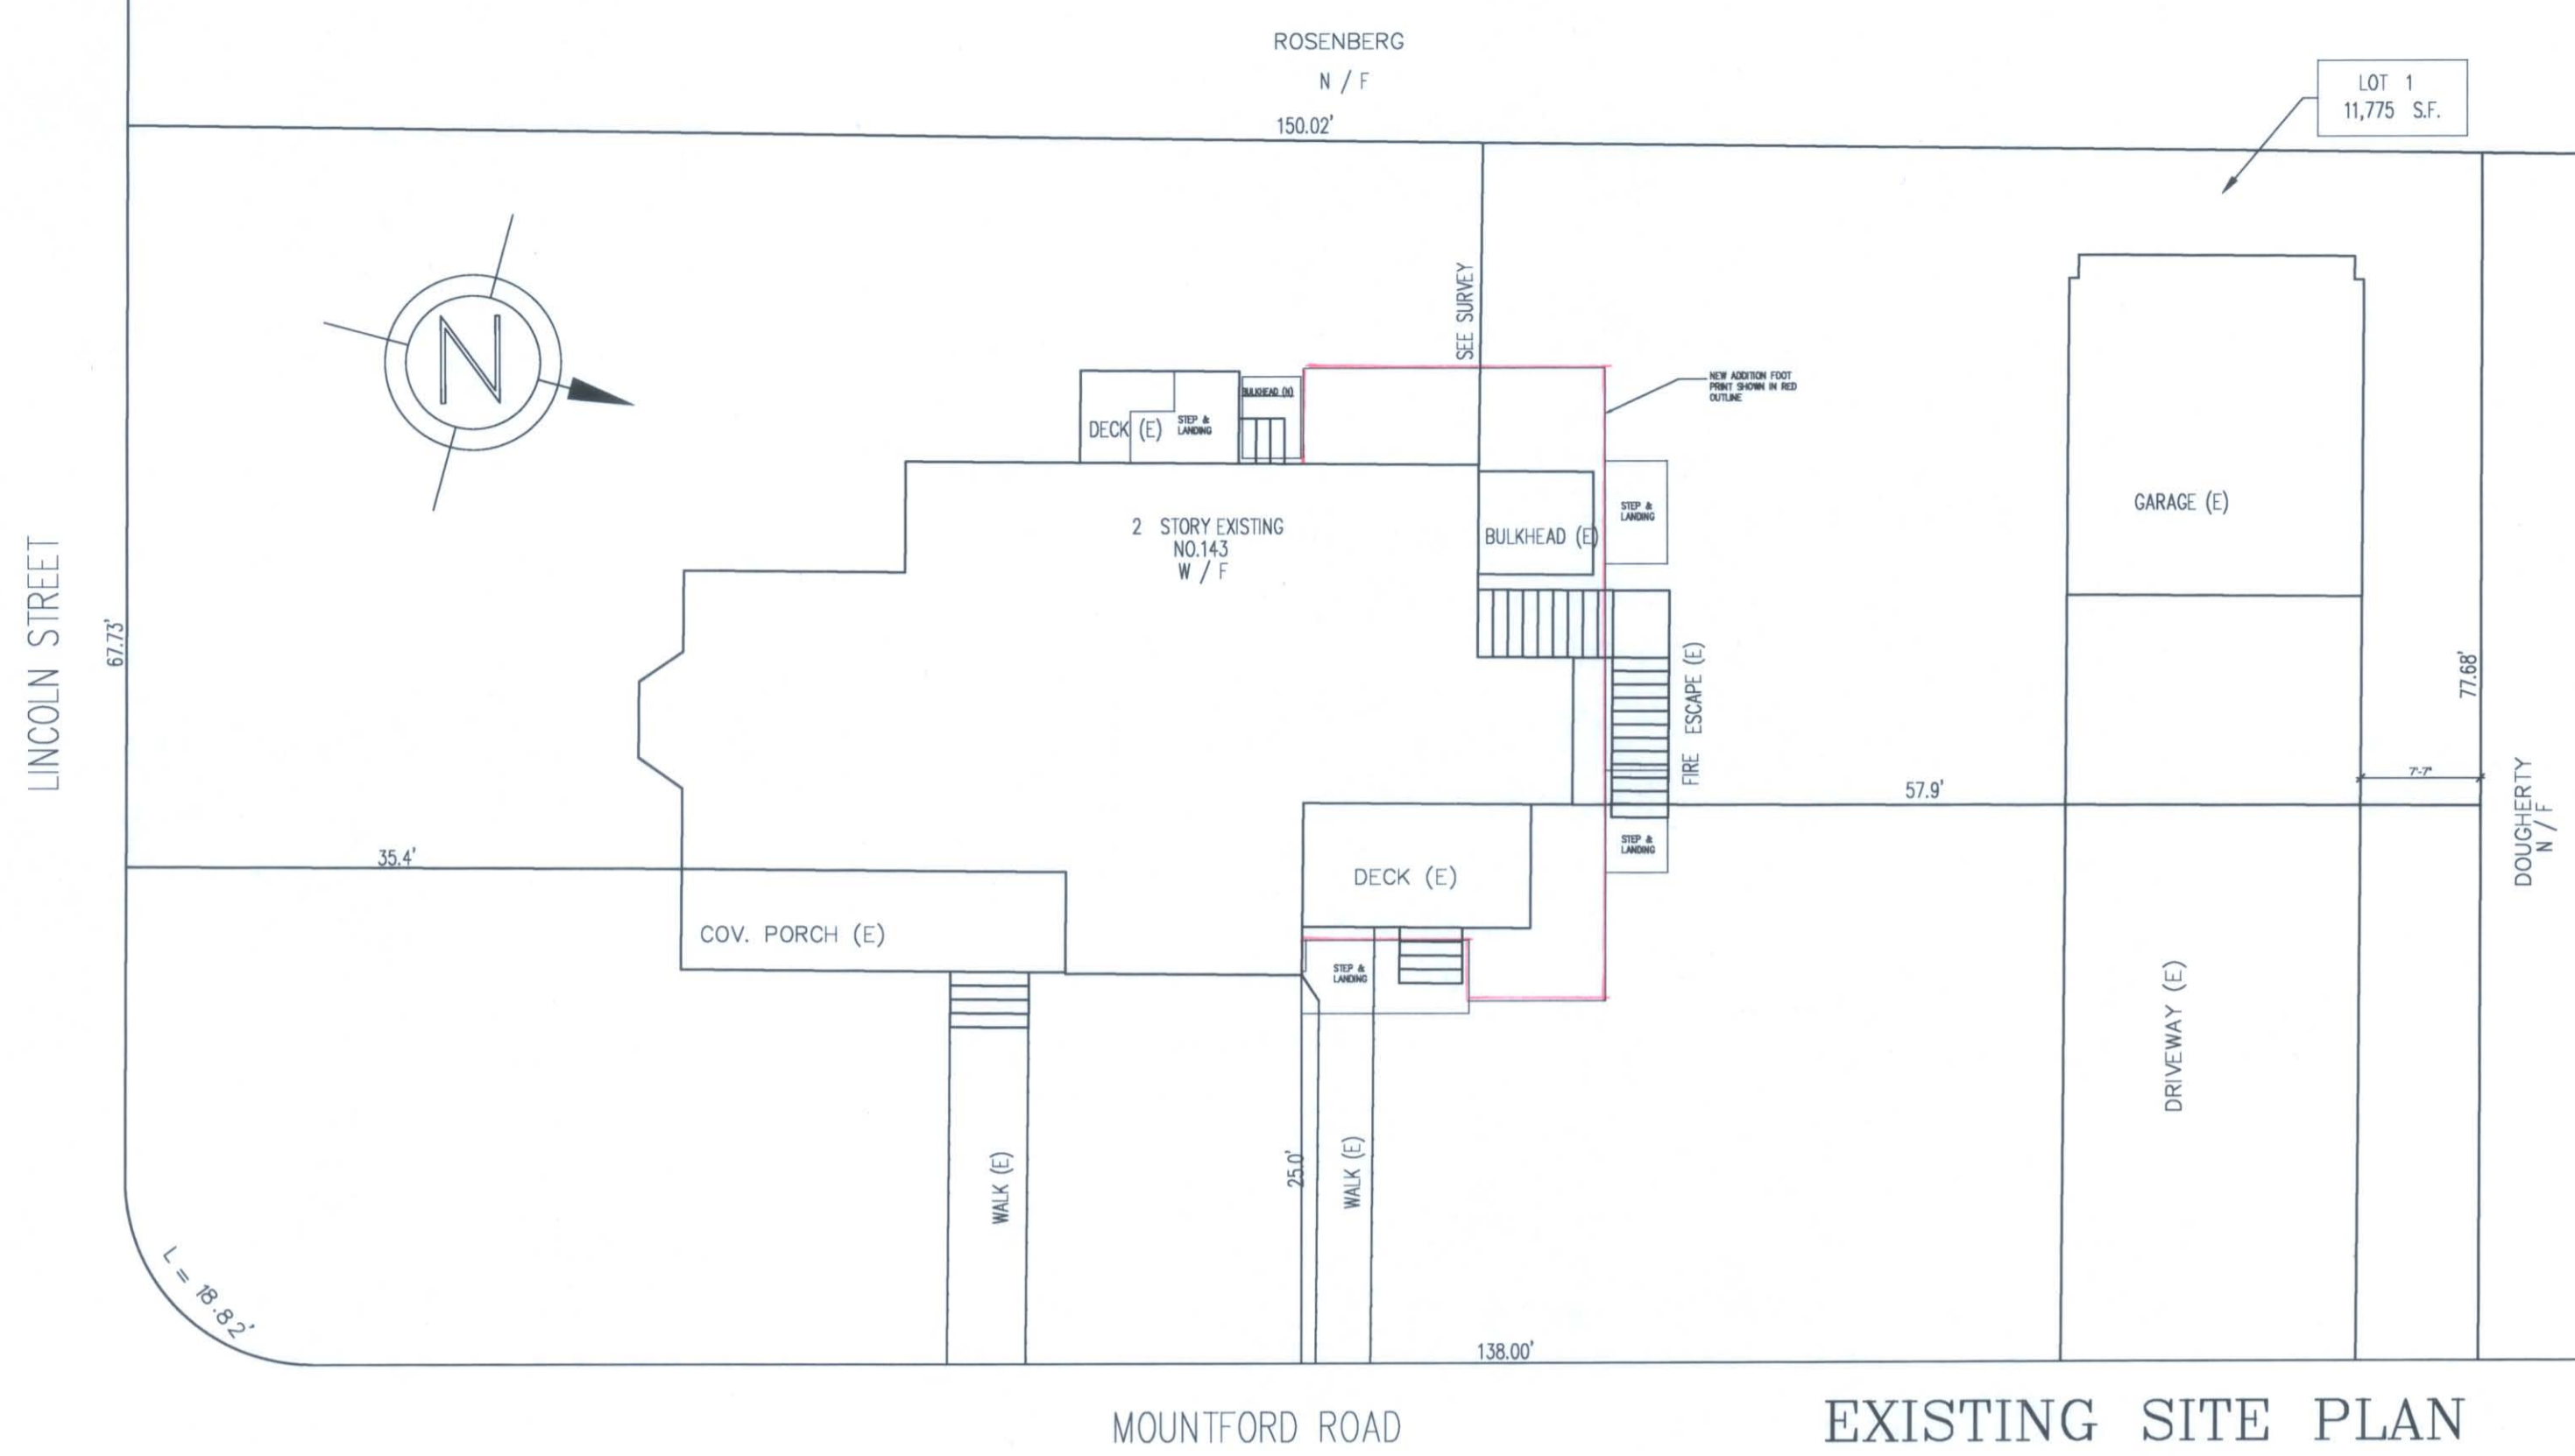 ROSENBERG
N / F
150.02'
LOT 1
11,775 S.F.
N
SEE SURVEY
NEW ADDITION FOOT
PRINT SHOWN IN RED
OUTLINE
DECK (E)
STEP &
LANDING
BULKHEAD (N)
2 STORY EXISTING
NO.143
W / F
BULKHEAD (E)
STEP &
LANDING
GARAGE (E)
LINCOLN STREET
67.73'
FIRE ESCAPE (E)
77.68'
7'-7"
57.9'
DOUGHERTY
N / F
35.4'
DECK (E)
STEP &
LANDING
COV. PORCH (E)
STEP &
LANDING
DRIVEWAY (E)
WALK (E)
25.0'
WALK (E)
L = 18.82'
138.00'
MOUNTFORD ROAD
EXISTING SITE PLAN